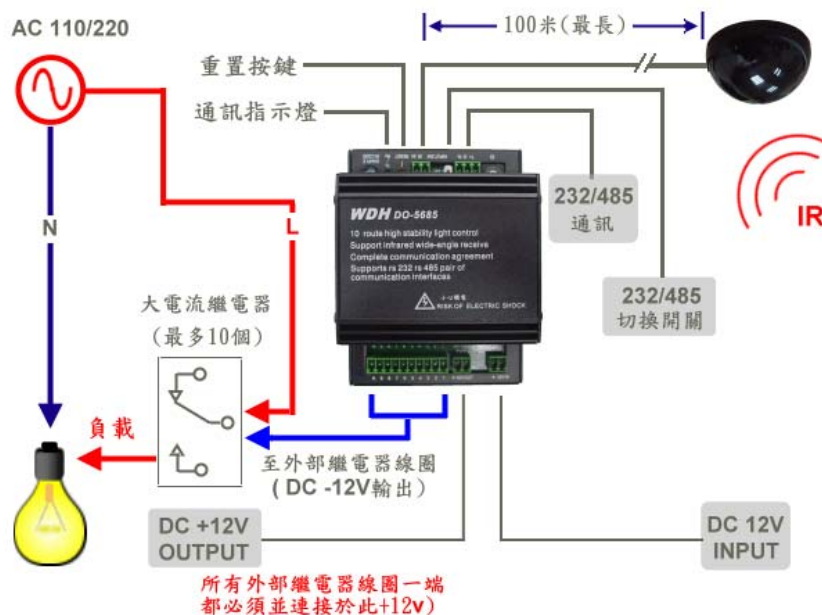 AC 110/220
100米(最長)
重置按鍵
通訊指示燈
N
L
IR
232/485
通訊
WDH DO-5685
10 route high stability light control
Support infrared wide-angle receive
Complete communication agreement
Supports rs 232 rs 485 pair of
communication interfaces
小心觸電
RISK OF ELECTRIC SHOCK
232/485
切換開關
大電流繼電器
(最多10個)
負載
至外部繼電器線圈
( DC -12V輸出)
DC +12V
OUTPUT
DC 12V
INPUT
所有外部繼電器線圈一端
都必須並連接於此+12v)